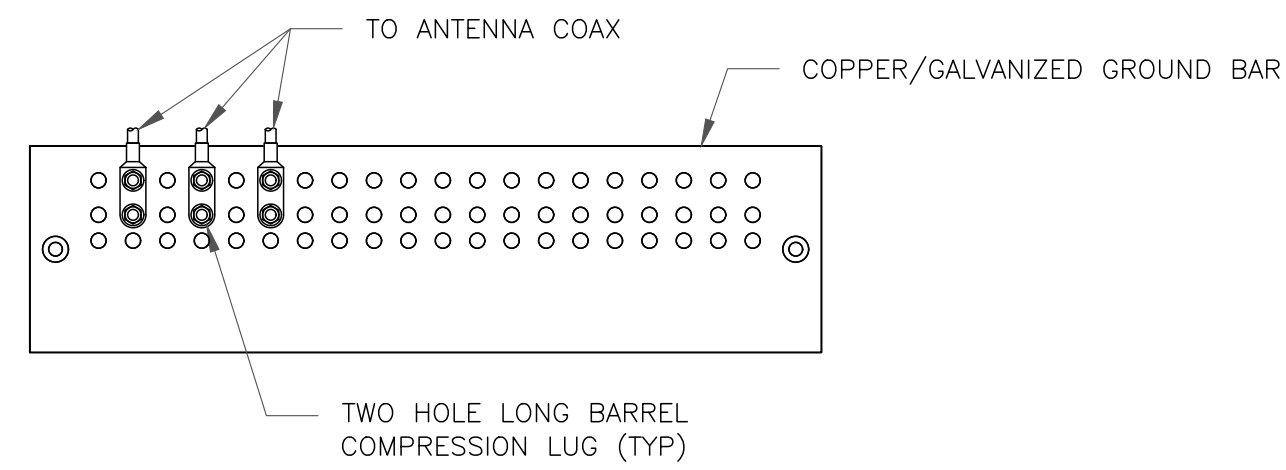 TO ANTENNA COAX
COPPER/GALVANIZED GROUND BAR
TWO HOLE LONG BARREL
COMPRESSION LUG (TYP)